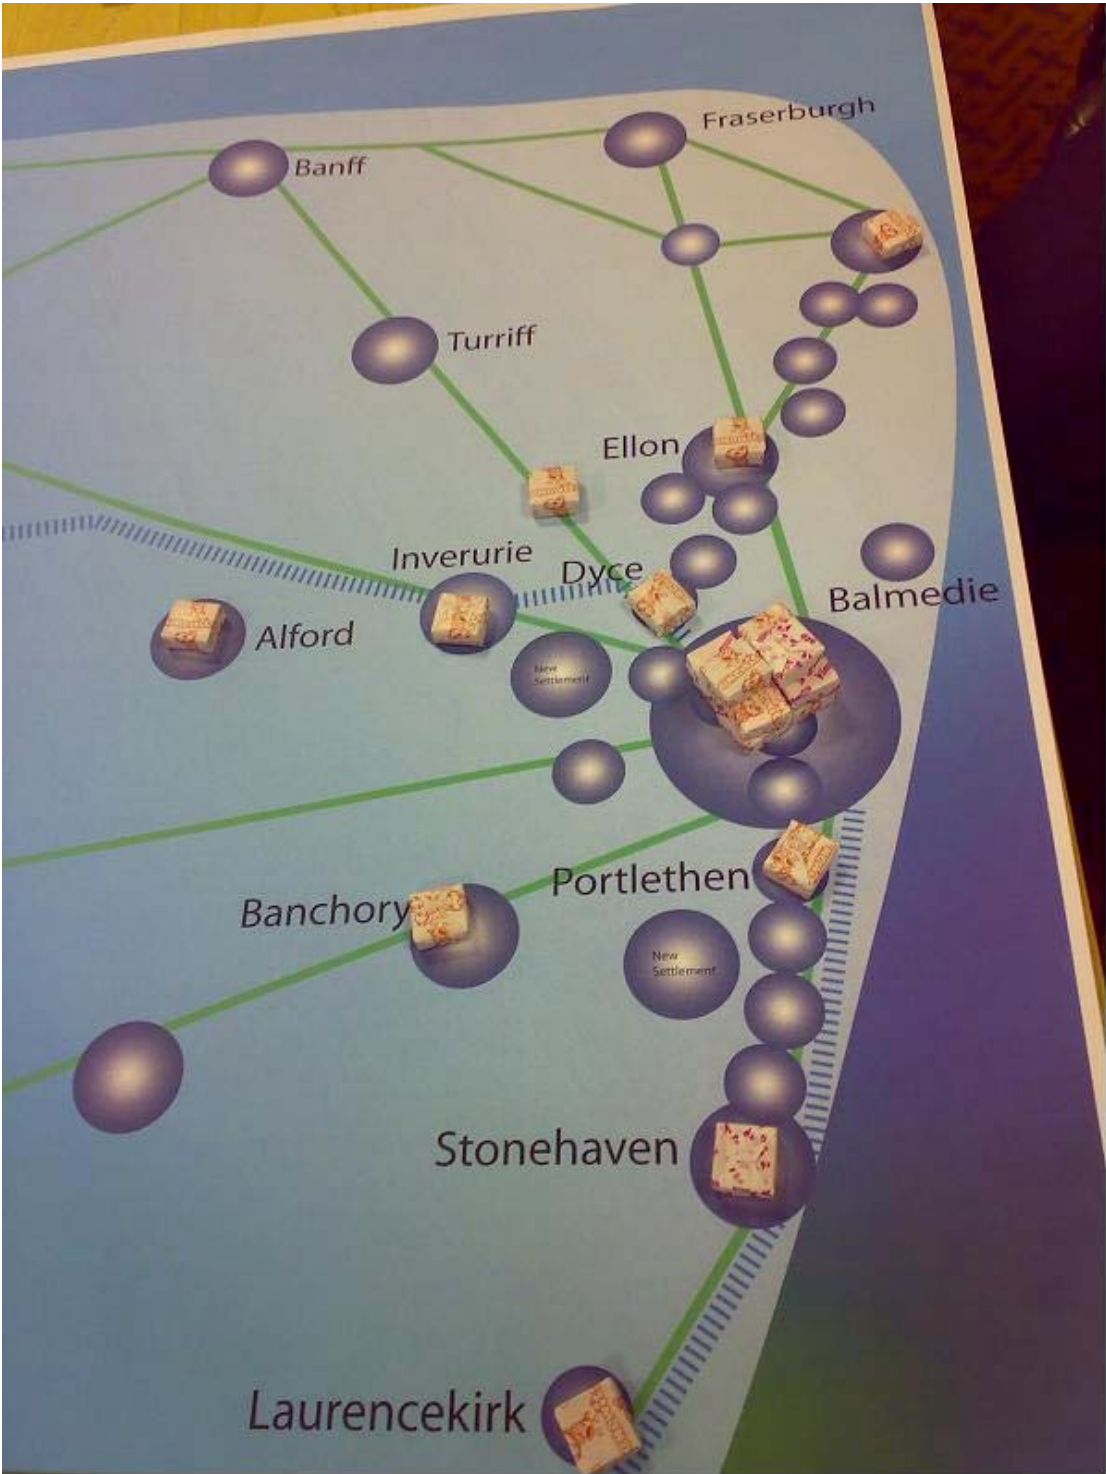 Fraserburgh
Banff
Turriff
Ellon
Inverurie
Dyce
Balmedie
Alford
New
Settlement
Portlethen
Banchory
New
Settlement
Stonehaven
Laurencekirk